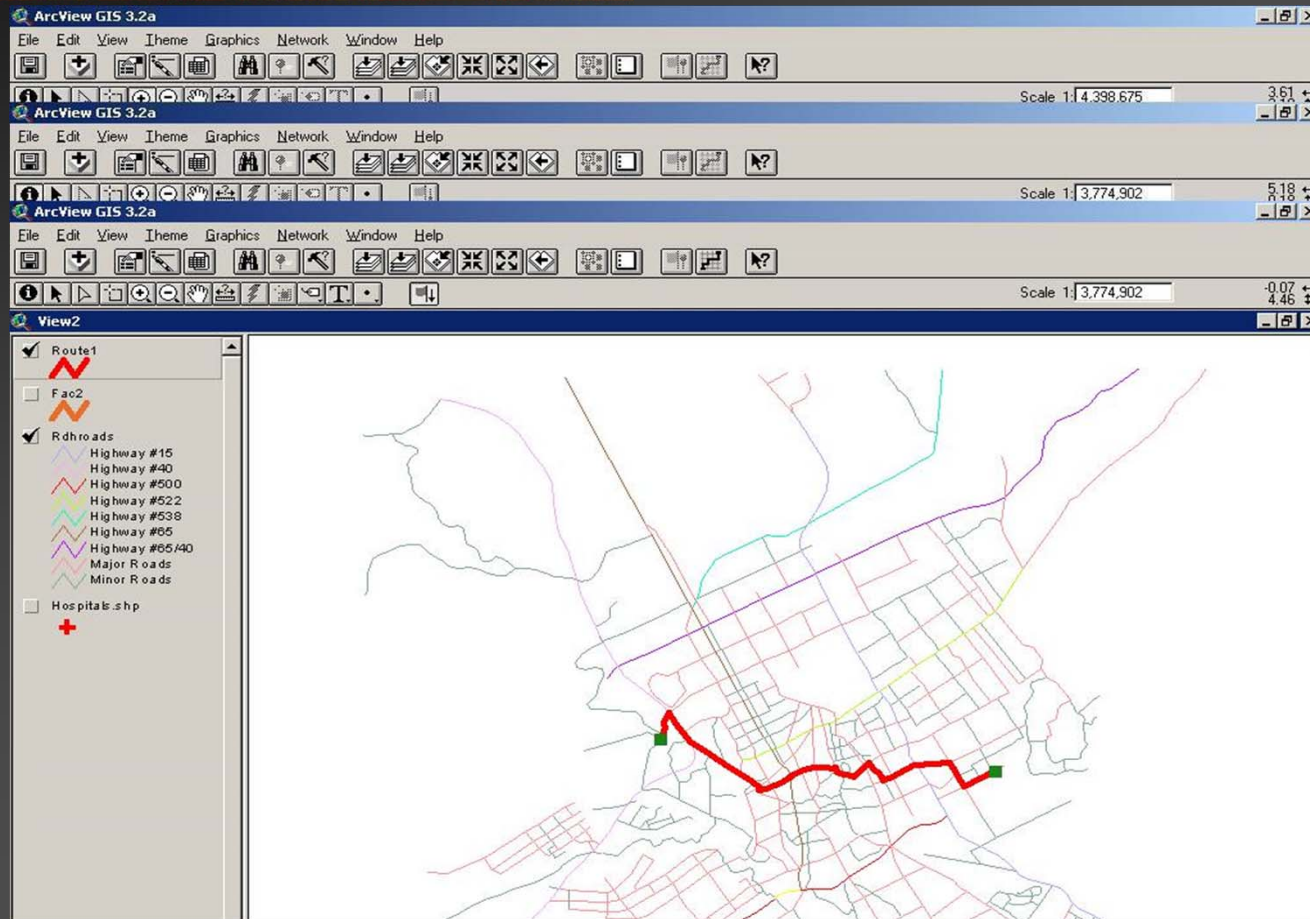 ArcView GIS 3.2a
File Edit View Theme Graphics Network Window Help
Scale 1: 4,398,675 3.61
ArcView GIS 3.2a
File Edit View Theme Graphics Network Window Help
Scale 1: 3,774,902 5.18
ArcView GIS 3.2a
File Edit View Theme Graphics Network Window Help
T
Scale 1: 3,774,902 -0.07
4.46
View2
Route1
Fac2
Rdhroads
Highway #15
Highway #40
Highway #500
Highway #522
Highway #538
Highway #65
Highway #65/40
Major Roads
Minor Roads
Hospitals.shp